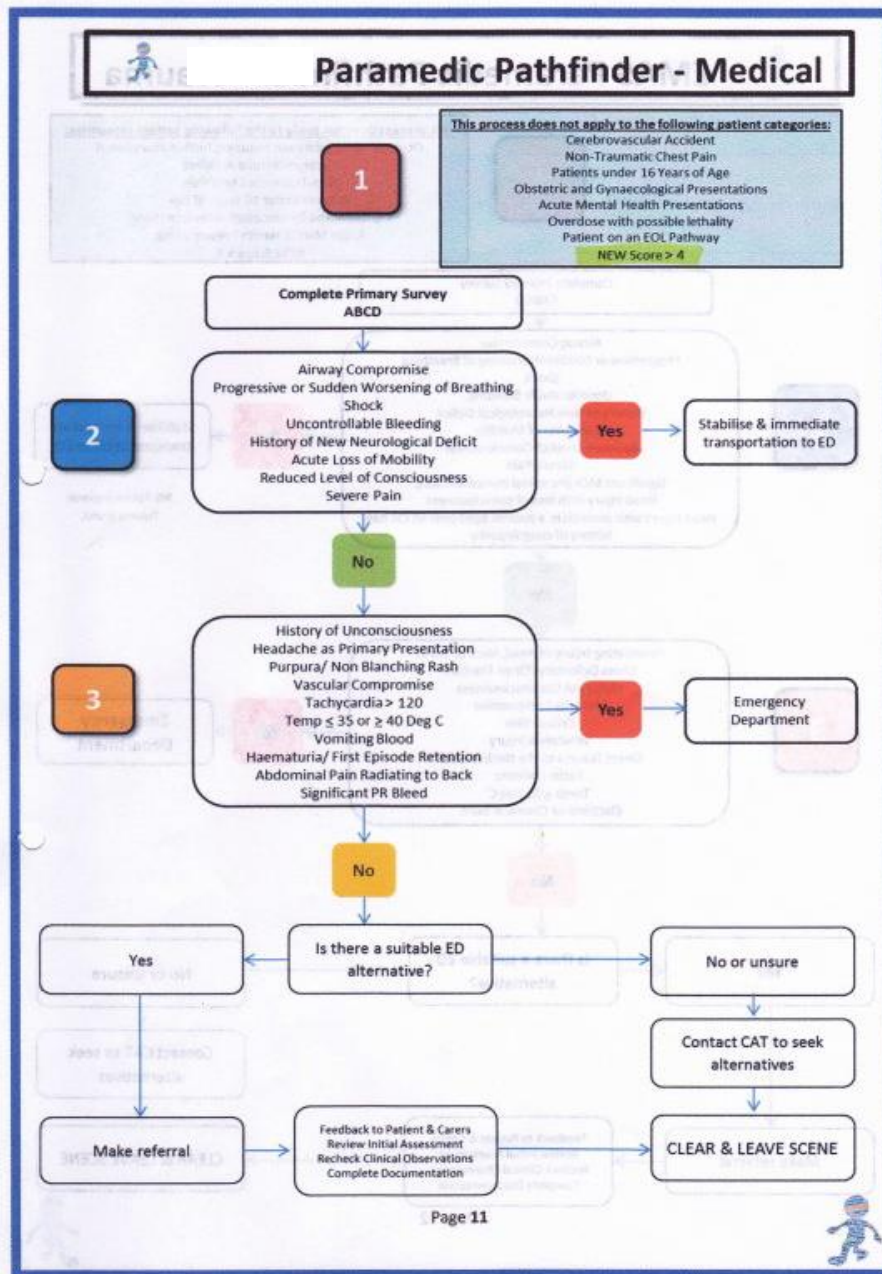 Paramedic Pathfinder - Medical
1
This process does not apply to the following patient categories:
Cerebrovascular Accident
Non-Traumatic Chest Pain
Patients under 16 Years of Age
Obstetric and Gynaecological Presentations
Acute Mental Health Presentations
Overdose with possible lethality
Patient on an EOL Pathway
NEW Score > 4
Complete Primary Survey
ABCD
2
Airway Compromise
Progressive or Sudden Worsening of Breathing
Shock
Uncontrollable Bleeding
History of New Neurological Deficit
Acute Loss of Mobility
Reduced Level of Consciousness
Severe Pain
Yes
Stabilise & immediate
transportation to ED
No
3
History of Unconsciousness
Headache as Primary Presentation
Purpura/ Non Blanching Rash
Vascular Compromise
Tachycardia > 120
Temp ≤ 35 or ≥ 40 Deg C
Vomiting Blood
Haematuria/ First Episode Retention
Abdominal Pain Radiating to Back
Significant PR Bleed
Yes
Emergency
Department
No
Is there a suitable ED
alternative?
Yes
No or unsure
Contact CAT to seek
alternatives
Make referral
Feedback to Patient & Carers
Review Initial Assessment
Recheck Clinical Observations
Complete Documentation
CLEAR & LEAVE SCENE
Page 11